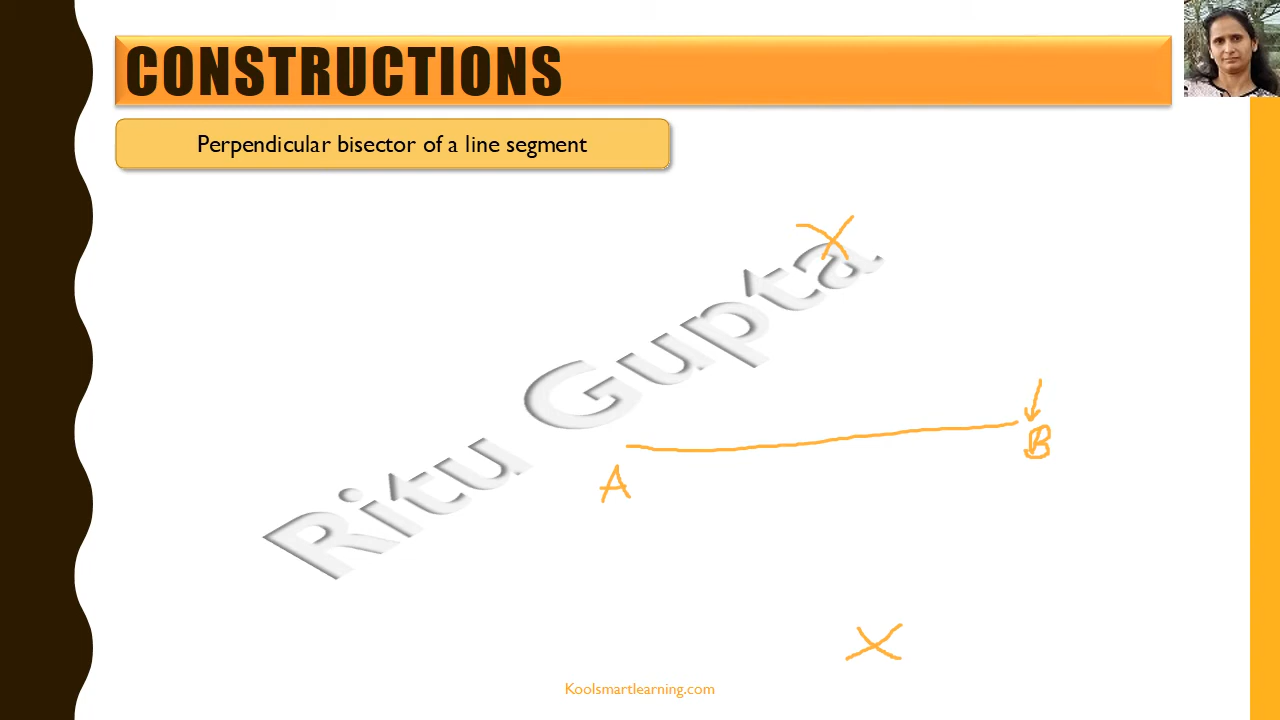 CONSTRUCTIONS
Perpendicular bisector of a line segment
Ritu Gupta
A
B
Koolsmartlearning.com